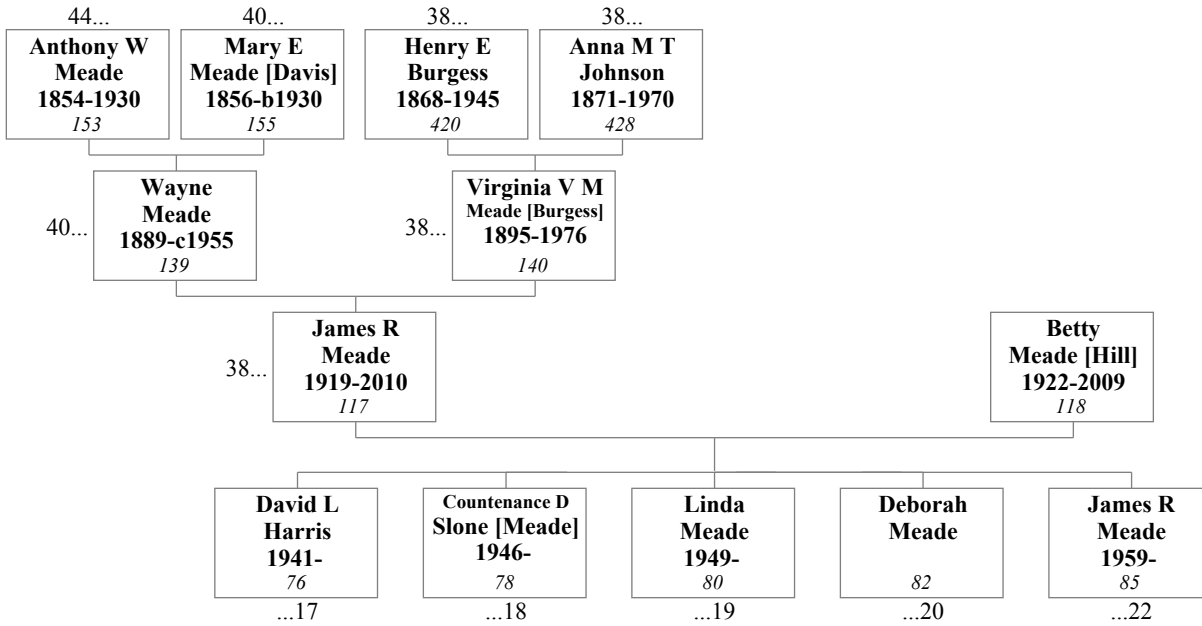 44...
40...
38...
38...
Anthony W
Meade
1854-1930
153
Mary E
Meade [Davis]
1856-b1930
155
Henry E
Burgess
1868-1945
420
Anna M T
Johnson
1871-1970
428
40...
Wayne
Meade
1889-c1955
139
38...
Virginia V M
Meade [Burgess]
1895-1976
140
38...
James R
Meade
1919-2010
117
Betty
Meade [Hill]
1922-2009
118
David L
Harris
1941-
76
...17
Countenance D
Slone [Meade]
1946-
78
...18
Linda
Meade
1949-
80
...19
Deborah
Meade
82
...20
James R
Meade
1959-
85
...22